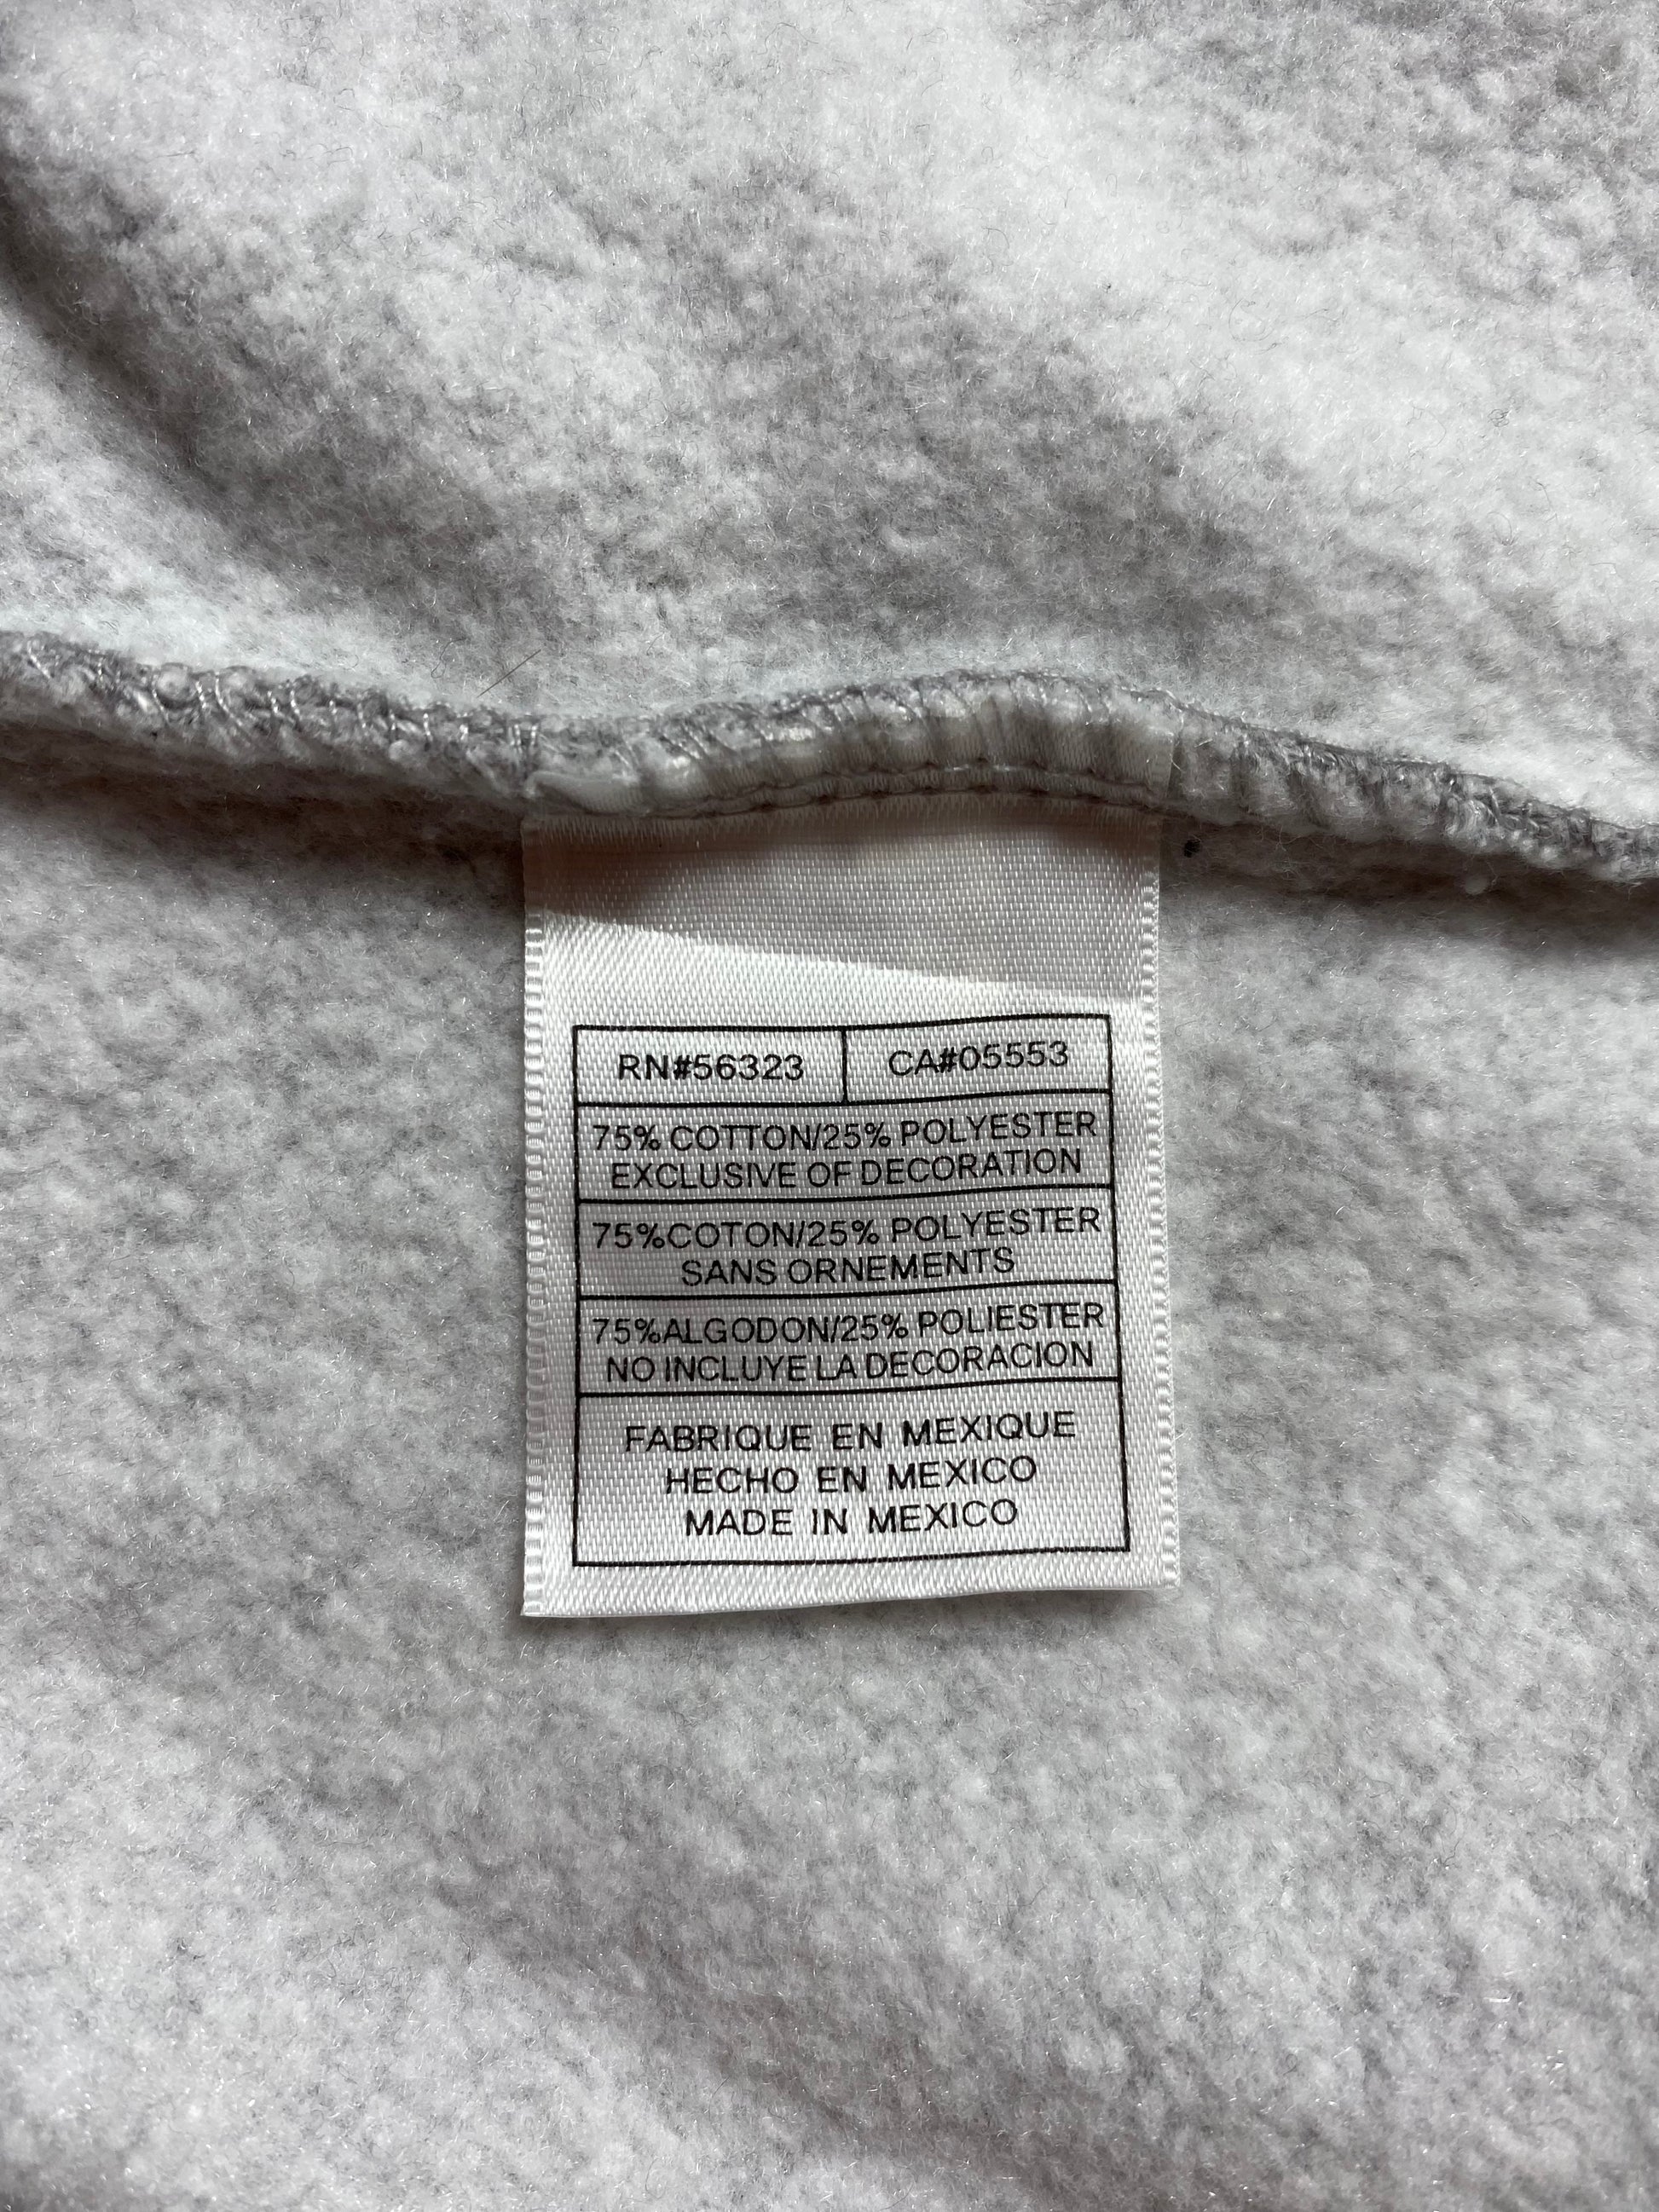 RN#56323 CA#05553
75% COTTON/25% POLYESTER
EXCLUSIVE OF DECORATION
75%COTON/25% POLYESTER
SANS ORNEMENTS
75%ALGODON/25% POLIESTER
NO INCLUYE LA DECORACION
FABRIQUE EN MEXIQUE
HECHO EN MEXICO
MADE IN MEXICO